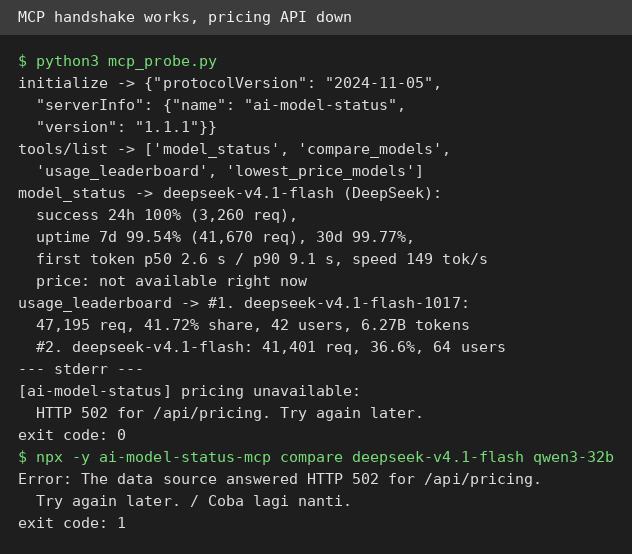 MCP handshake works, pricing API down
$ python3 mcp_probe.py
initialize -> {"protocolVersion": "2024-11-05",
"serverInfo": {"name": "ai-model-status",
"version": "1.1.1"}}
tools/list -> ['model_status', 'compare_models',
'usage_leaderboard', 'lowest_price_models']
model_status -> deepseek-v4.1-flash (DeepSeek):
success 24h 100% (3,260 req),
uptime 7d 99.54% (41,670 req), 30d 99.77%,
first token p50 2.6 s / p90 9.1 s, speed 149 tok/s
price: not available right now
usage_leaderboard -> #1. deepseek-v4.1-flash-1017:
47,195 req, 41.72% share, 42 users, 6.27B tokens
#2. deepseek-v4.1-flash: 41,401 req, 36.6%, 64 users
--- stderr ---
[ai-model-status] pricing unavailable:
HTTP 502 for /api/pricing. Try again later.
exit code: 0
$ npx -y ai-model-status-mcp compare deepseek-v4.1-flash qwen3-32b
Error: The data source answered HTTP 502 for /api/pricing.
Try again later. / Coba lagi nanti.
exit code: 1